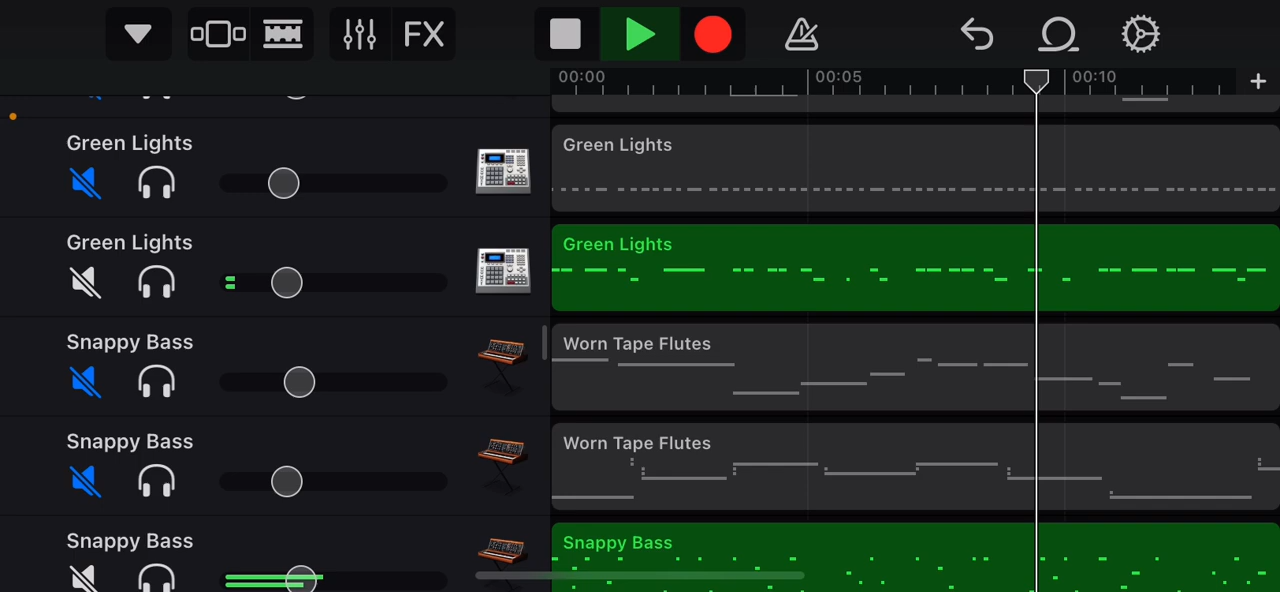 FX
00:00
00:05
00:10
Green Lights
Green Lights
Green Lights
Green Lights
Snappy Bass
Worn Tape Flutes
Snappy Bass
Worn Tape Flutes
Snappy Bass
Snappy Bass